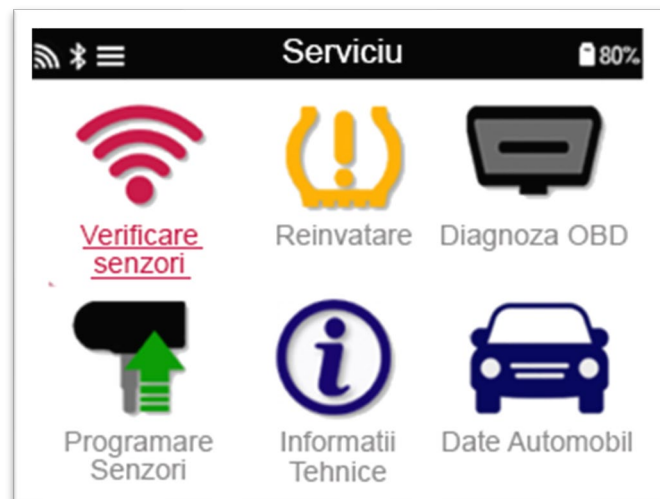 Serviciu
80%
Verificare
senzori
Reinvatare
Diagnoza OBD
Programare
Senzori
Informatii
Tehnice
Date Automobil